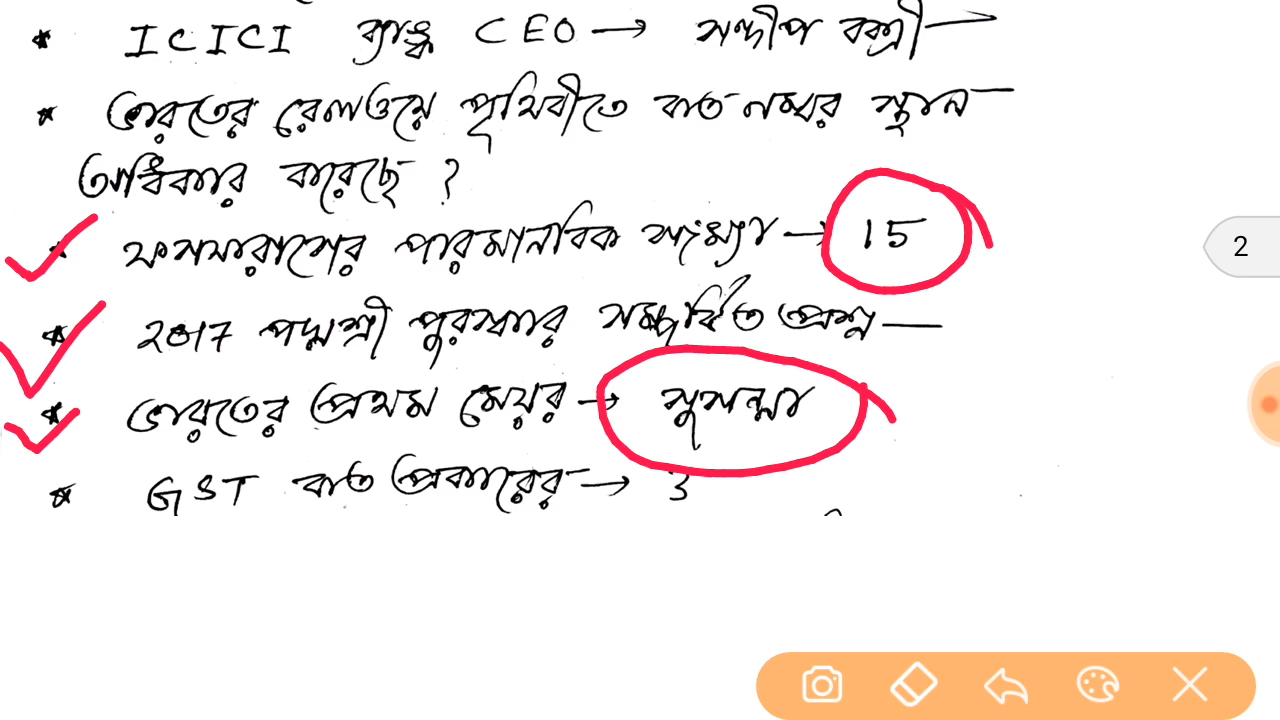 * ICICI ব্যাঙ্ক CEO → সন্দীপ বক্সী —
* ভারতের রেলওয়ে পৃথিবীতে কত নম্বর স্থান —
অধিকার করেছে ?
* ফসফরাসের পারমানবিক সংখ্যা → 15
* 2017 পদ্মশ্রী পুরস্কার সম্পর্কিত প্রশ্ন —
* ভারতের প্রথম মেয়র →
* GST কত প্রকারের → 3
2